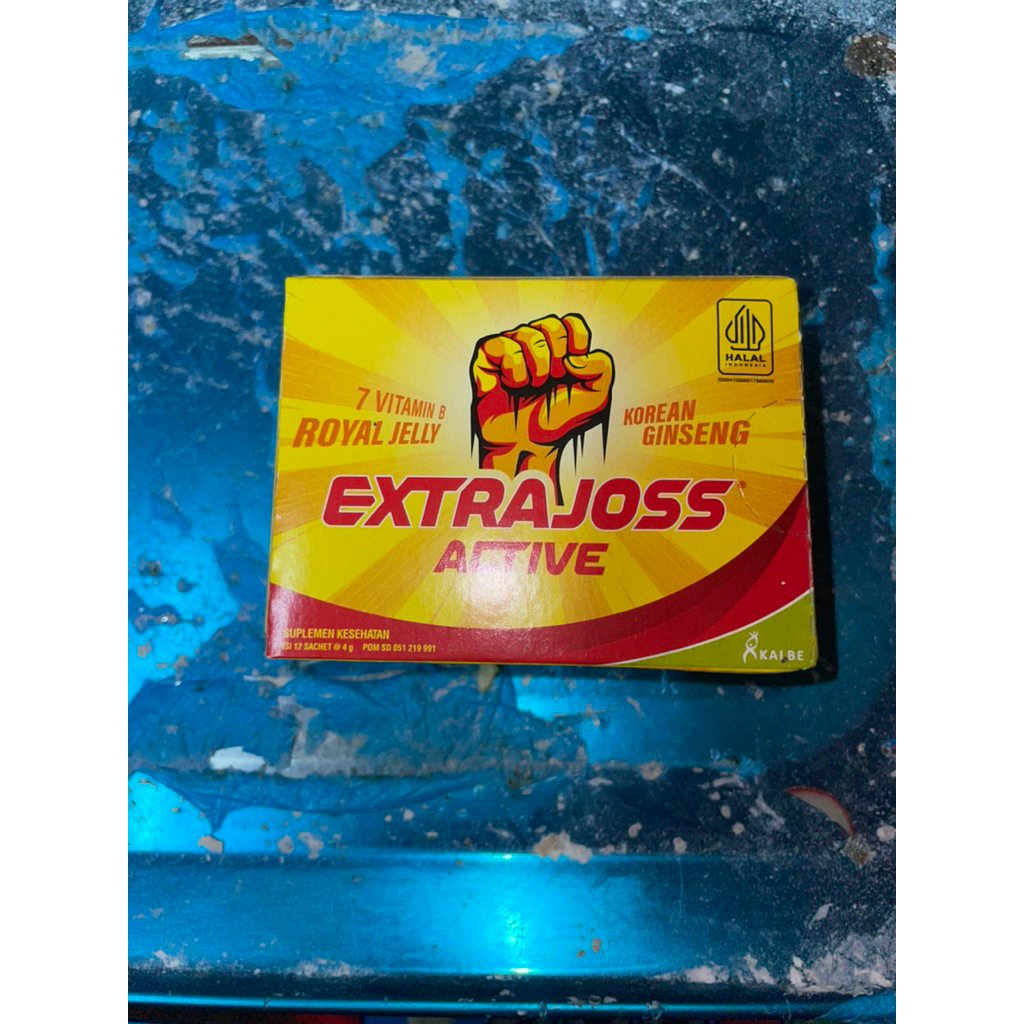 HALAL
INDONESIA
7 VITAMIN B
ROYAL JELLY
KOREAN
GINSENG
EXTRAJOSS®
ACTIVE
SUPLEMEN KESEHATAN
ISI 12 SACHET @ 4 g POM SD 051 219 991
KALBE